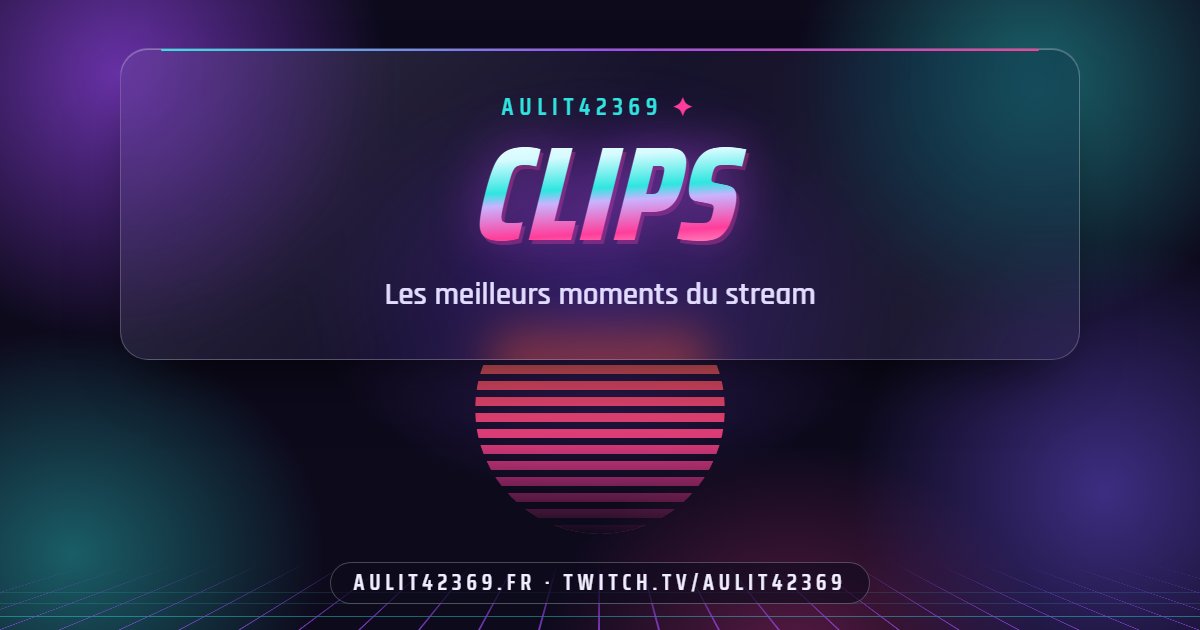 AULIT42369 ✦
CLIPS
Les meilleurs moments du stream
AULIT42369.FR · TWITCH.TV/AULIT42369